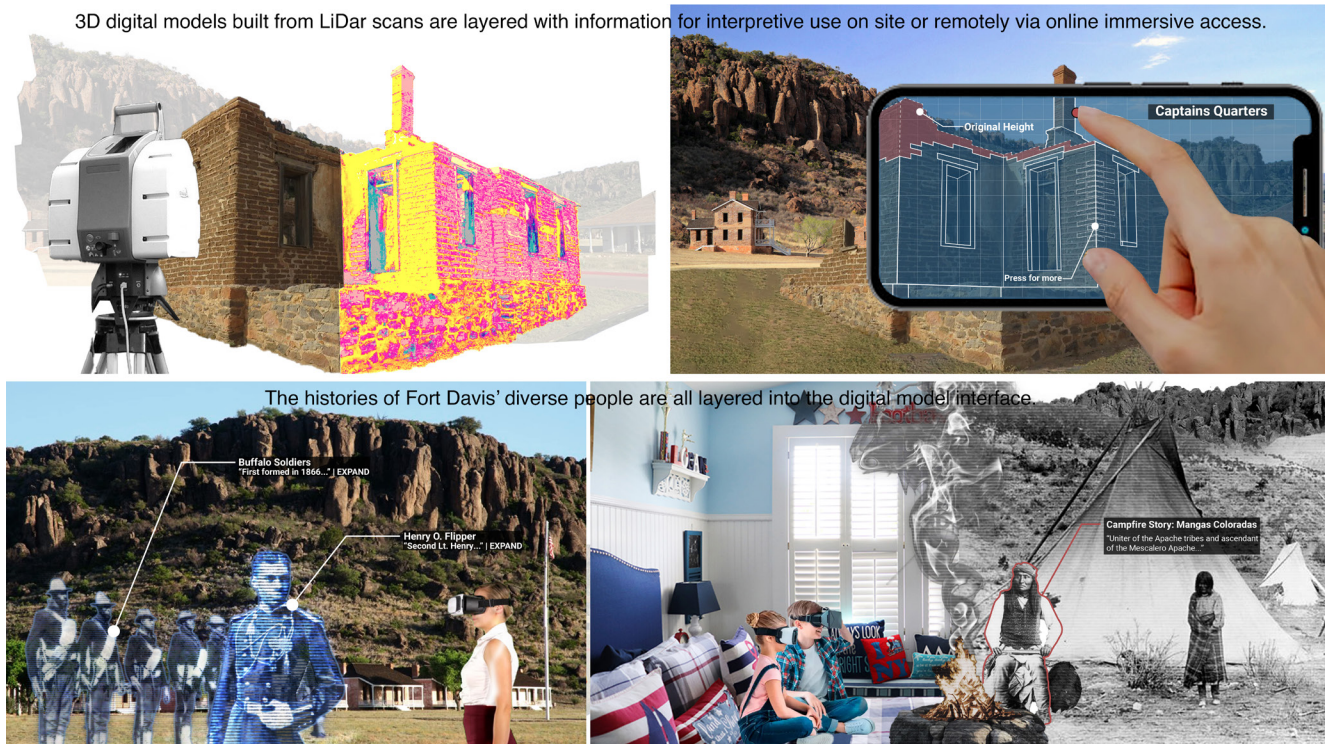 3D digital models built from LiDar scans are layered with information for interpretive use on site or remotely via online immersive access.
Captains Quarters
Original Height
Press for more
The histories of Fort Davis' diverse people are all layered into the digital model interface.
Buffalo Soldiers
"First formed in 1866..." | EXPAND
Henry O. Flipper
"Second Lt. Henry..." | EXPAND
Campfire Story: Mangas Coloradas
"Uniter of the Apache tribes and ascendant
of the Mescalero Apache..."
LOOK
RIGHT S